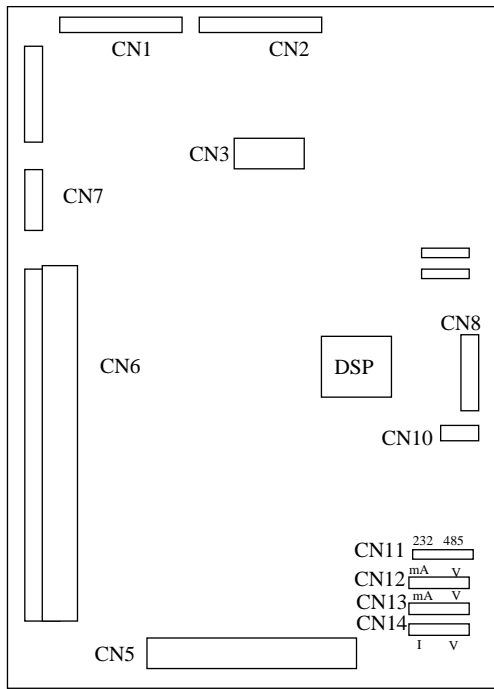 CN1 CN2
CN3
CN7
CN8
CN6 DSP
CN10
232 485
CN11
mA V
CN12
mA V
CN13
CN14
I V
CN5